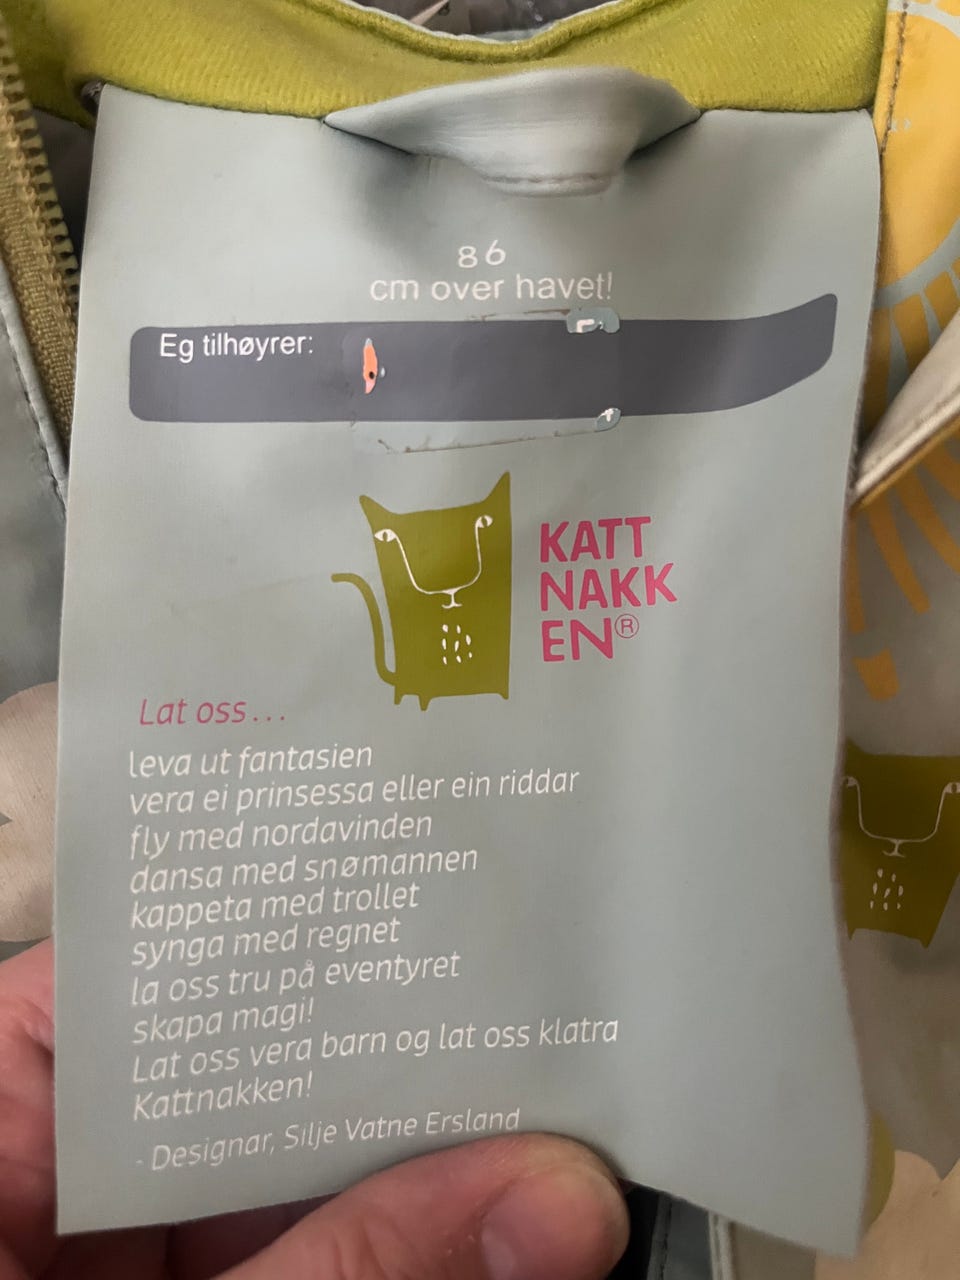 86
cm over havet!
Eg tilhøyrer:
KATT
NAKK
EN®
Lat oss...
leva ut fantasien
vera ei prinsessa eller ein riddar
fly med nordavinden
dansa med snømannen
kappeta med trollet
synga med regnet
la oss tru på eventyret
skapa magi!
Lat oss vera barn og lat oss klatra
Kattnakken!
- Designar, Silje Vatne Ersland